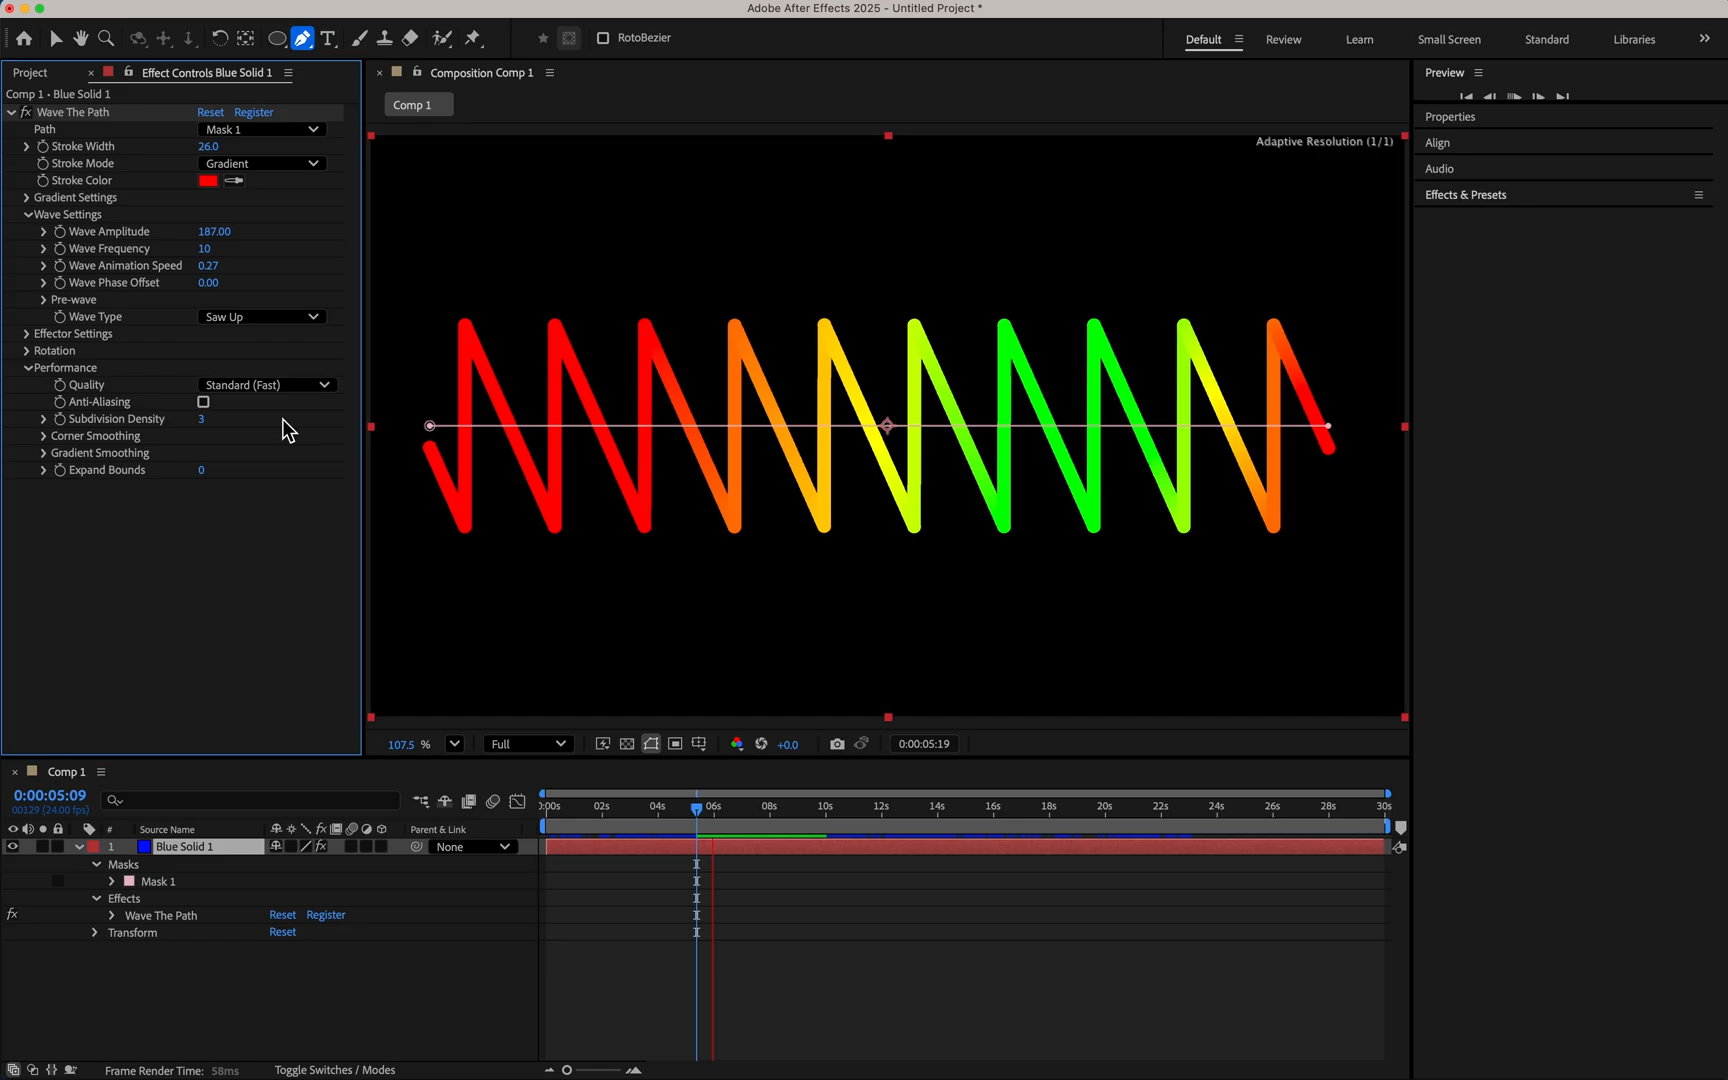 Adobe After Effects 2025 - Untitled Project *
RotoBezier
Default
Review
Learn
Small Screen
Standard
Libraries
Project
Effect Controls Blue Solid 1
Comp 1 • Blue Solid 1
fx Wave The Path Reset Register
Path Mask 1
Stroke Width 26.0
Stroke Mode Gradient
Stroke Color
Gradient Settings
Wave Settings
Wave Amplitude 187.00
Wave Frequency 10
Wave Animation Speed 0.27
Wave Phase Offset 0.00
Pre-wave
Wave Type Saw Up
Effector Settings
Rotation
Performance
Quality Standard (Fast)
Anti-Aliasing
Subdivision Density 3
Corner Smoothing
Gradient Smoothing
Expand Bounds 0
Composition Comp 1
Comp 1
Adaptive Resolution (1/1)
107.5 %
Full
+0.0
0:00:05:19
Preview
Properties
Align
Audio
Effects & Presets
Comp 1
0:00:05:09
00129 (24.00 fps)
:00s 02s 04s 06s 08s 10s 12s 14s 16s 18s 20s 22s 24s 26s 28s 30s
# Source Name fx Parent & Link
1 Blue Solid 1 fx None
Masks
Mask 1
Effects
fx Wave The Path Reset Register
Transform Reset
Frame Render Time: 58ms
Toggle Switches / Modes